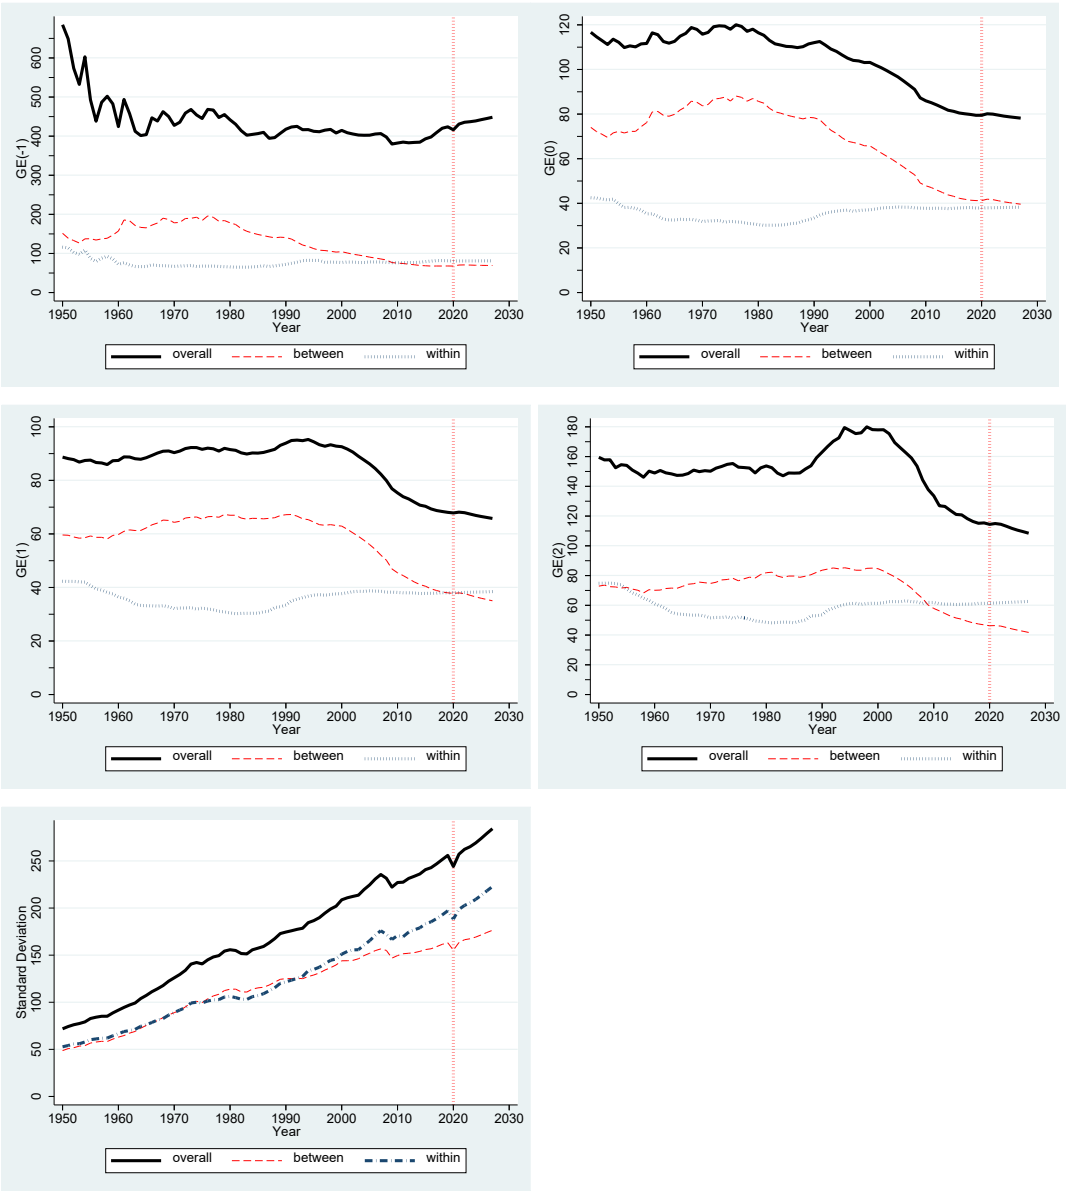 GE(-1)
0 100 200 300 400 500 600
1950 1960 1970 1980 1990 2000 2010 2020 2030
Year
overall between within
GE(0)
0 20 40 60 80 100 120
1950 1960 1970 1980 1990 2000 2010 2020 2030
Year
overall between within
GE(1)
0 20 40 60 80 100
1950 1960 1970 1980 1990 2000 2010 2020 2030
Year
overall between within
GE(2)
0 20 40 60 80 100 120 140 160 180
1950 1960 1970 1980 1990 2000 2010 2020 2030
Year
overall between within
Standard Deviation
0 50 100 150 200 250
1950 1960 1970 1980 1990 2000 2010 2020 2030
Year
overall between within